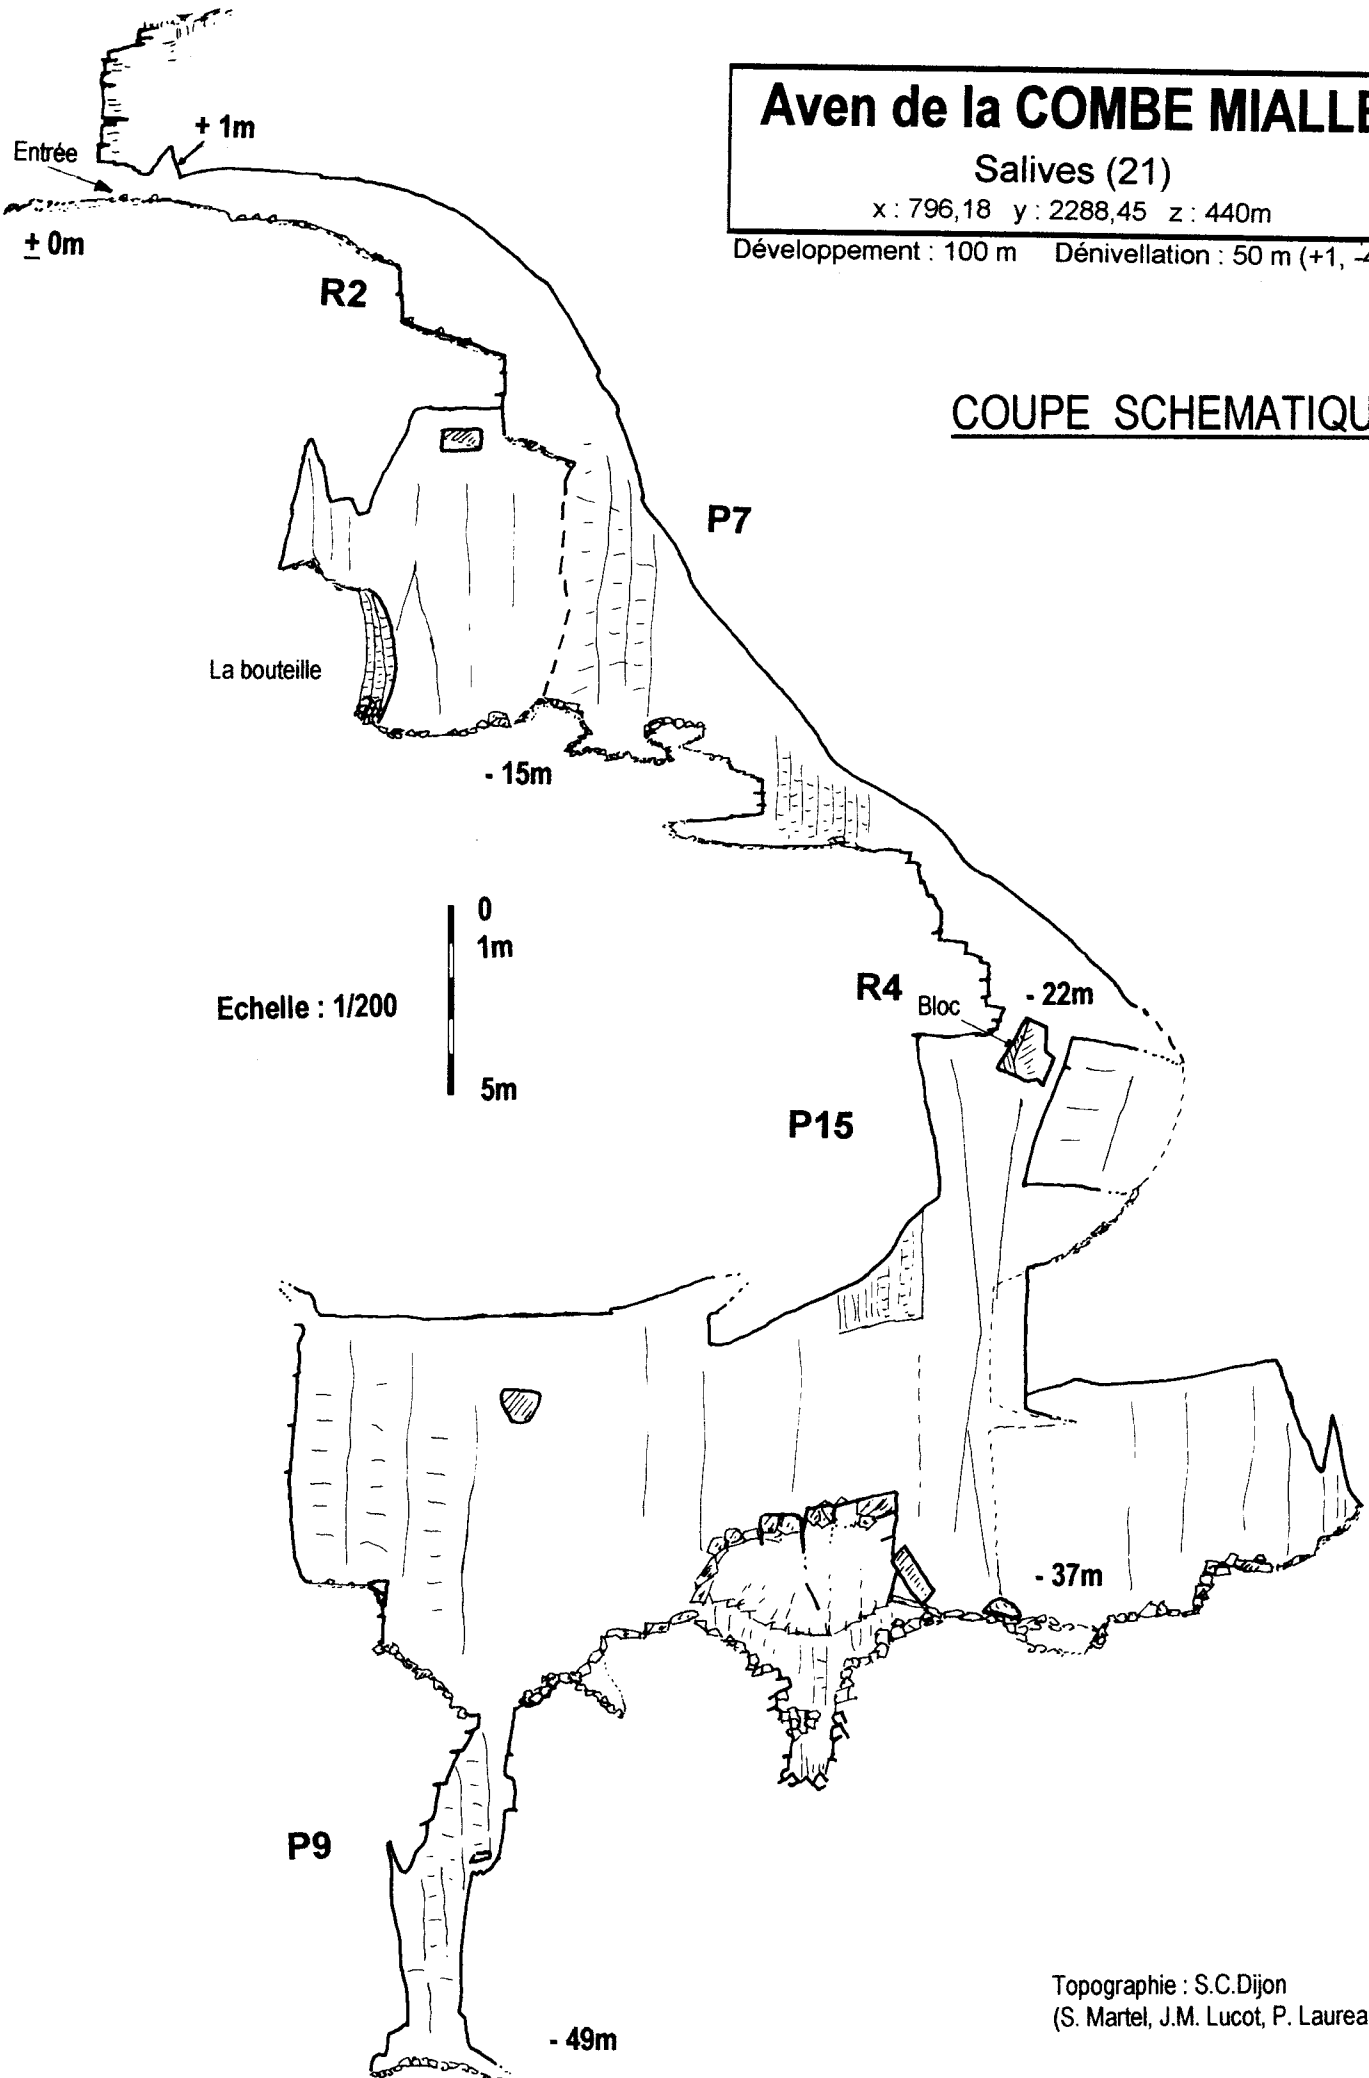 Aven de la COMBE MIALLE
Salives (21)
x : 796,18 y : 2288,45 z : 440m
Développement : 100 m Dénivellation : 50 m (+1, -4
COUPE SCHEMATIQU
+ 1m
Entrée
± 0m
R2
P7
La bouteille
- 15m
0
1m
Echelle : 1/200
5m
R4
Bloc
- 22m
P15
- 37m
P9
- 49m
Topographie : S.C.Dijon
(S. Martel, J.M. Lucot, P. Laurea